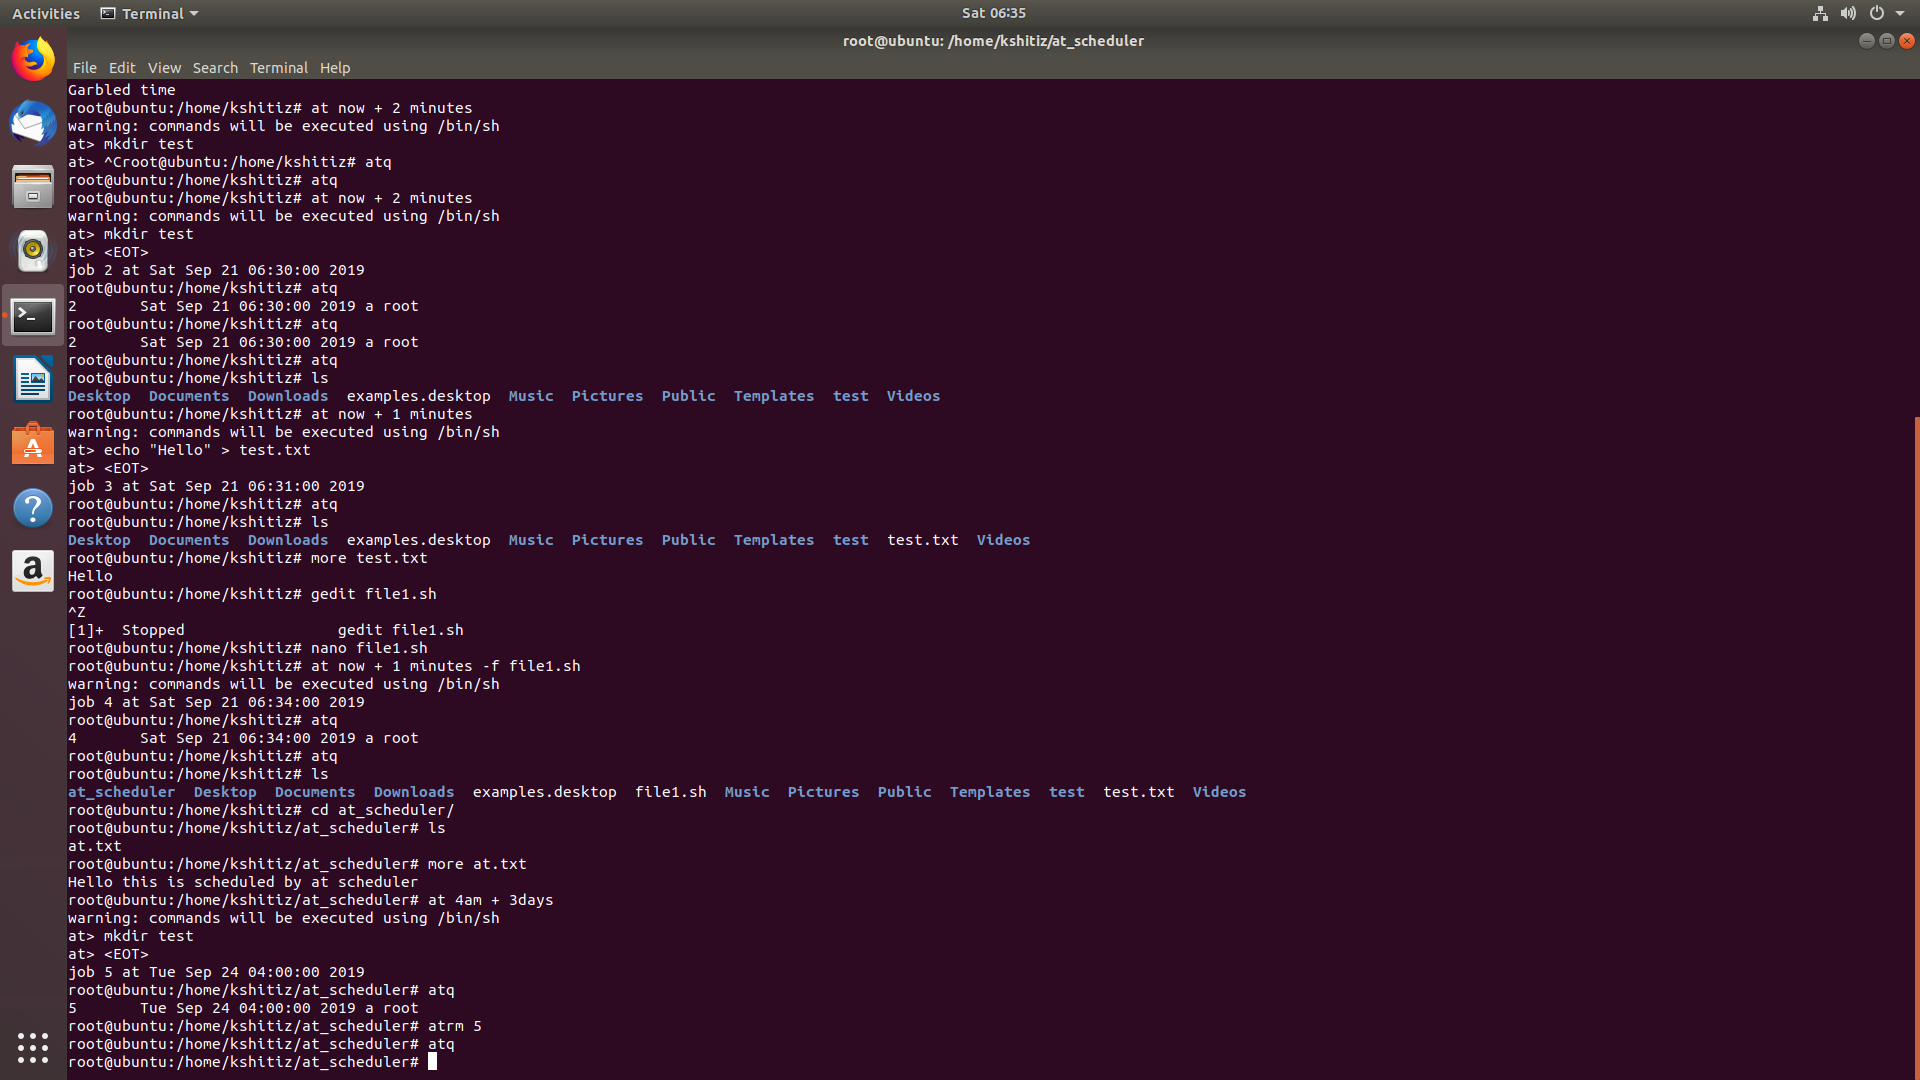 Activities Terminal Sat 06:35
root@ubuntu: /home/kshitiz/at_scheduler
File Edit View Search Terminal Help
Garbled time
root@ubuntu:/home/kshitiz# at now + 2 minutes
warning: commands will be executed using /bin/sh
at> mkdir test
at> ^Croot@ubuntu:/home/kshitiz# atq
root@ubuntu:/home/kshitiz# atq
root@ubuntu:/home/kshitiz# at now + 2 minutes
warning: commands will be executed using /bin/sh
at> mkdir test
at> <EOT>
job 2 at Sat Sep 21 06:30:00 2019
root@ubuntu:/home/kshitiz# atq
2       Sat Sep 21 06:30:00 2019 a root
root@ubuntu:/home/kshitiz# atq
2       Sat Sep 21 06:30:00 2019 a root
root@ubuntu:/home/kshitiz# atq
root@ubuntu:/home/kshitiz# ls
Desktop  Documents  Downloads  examples.desktop  Music  Pictures  Public  Templates  test  Videos
root@ubuntu:/home/kshitiz# at now + 1 minutes
warning: commands will be executed using /bin/sh
at> echo "Hello" > test.txt
at> <EOT>
job 3 at Sat Sep 21 06:31:00 2019
root@ubuntu:/home/kshitiz# atq
root@ubuntu:/home/kshitiz# ls
Desktop  Documents  Downloads  examples.desktop  Music  Pictures  Public  Templates  test  test.txt  Videos
root@ubuntu:/home/kshitiz# more test.txt
Hello
root@ubuntu:/home/kshitiz# gedit file1.sh
^Z
[1]+  Stopped                 gedit file1.sh
root@ubuntu:/home/kshitiz# nano file1.sh
root@ubuntu:/home/kshitiz# at now + 1 minutes -f file1.sh
warning: commands will be executed using /bin/sh
job 4 at Sat Sep 21 06:34:00 2019
root@ubuntu:/home/kshitiz# atq
4       Sat Sep 21 06:34:00 2019 a root
root@ubuntu:/home/kshitiz# atq
root@ubuntu:/home/kshitiz# ls
at_scheduler  Desktop  Documents  Downloads  examples.desktop  file1.sh  Music  Pictures  Public  Templates  test  test.txt  Videos
root@ubuntu:/home/kshitiz# cd at_scheduler/
root@ubuntu:/home/kshitiz/at_scheduler# ls
at.txt
root@ubuntu:/home/kshitiz/at_scheduler# more at.txt
Hello this is scheduled by at scheduler
root@ubuntu:/home/kshitiz/at_scheduler# at 4am + 3days
warning: commands will be executed using /bin/sh
at> mkdir test
at> <EOT>
job 5 at Tue Sep 24 04:00:00 2019
root@ubuntu:/home/kshitiz/at_scheduler# atq
5       Tue Sep 24 04:00:00 2019 a root
root@ubuntu:/home/kshitiz/at_scheduler# atrm 5
root@ubuntu:/home/kshitiz/at_scheduler# atq
root@ubuntu:/home/kshitiz/at_scheduler#